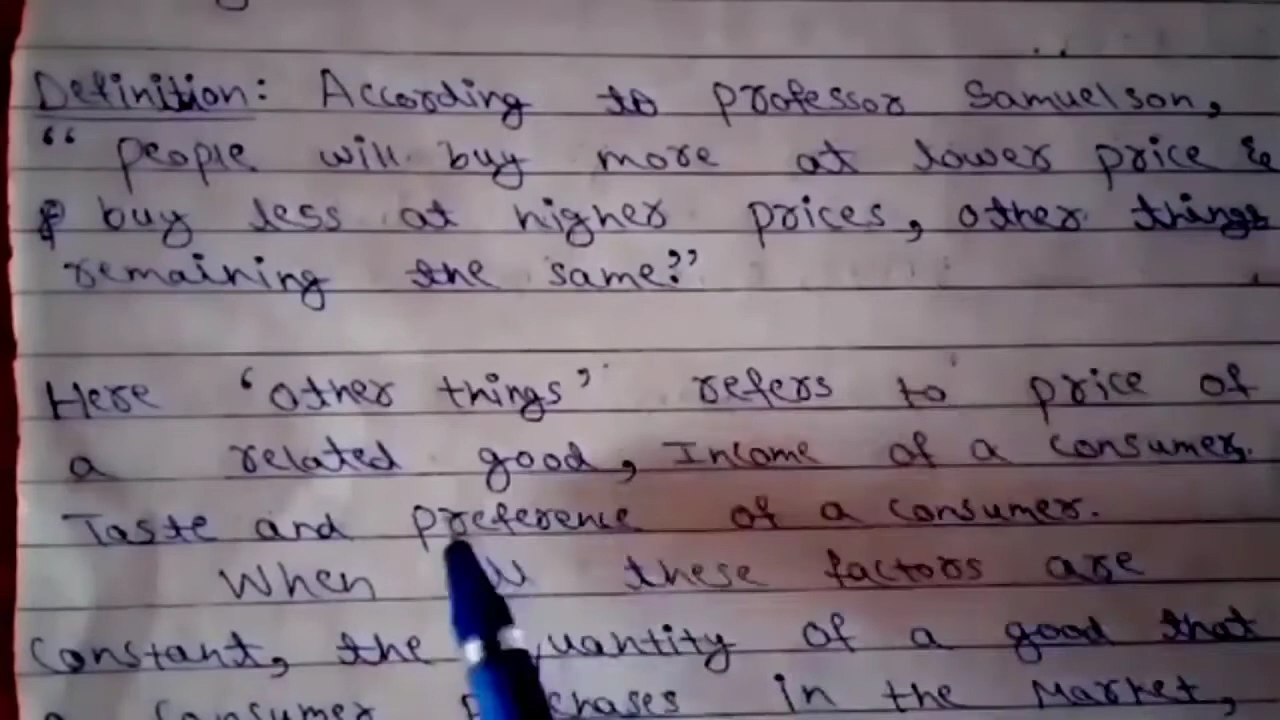 Definition: According to professor Samuelson,
“ people will buy more at lower price &
buy less at higher prices, other things
remaining the same.”
Here ‘other things’ refers to price of
a related good, Income of a consumer.
Taste and preference of a consumer.
When these factors are
Constant, the quantity of a good that
a consumer in the Market,